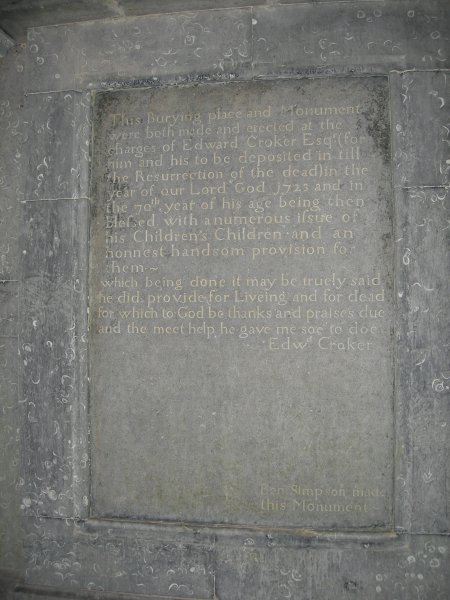 This Burying place and Monument
were both made and erected at the
charges of Edward Croker Esqr (for
him and his to be deposited in till
the Resurrection of the dead) in the
year of our Lord God 1723 and in
the 70th year of his age being then
blessed with a numerous issue of
his Children's Children and an
honnest handsom provision for
them ~
which being done it may be truely said
he did provide for Liveing and for dead
for which to God be thanks and praises due
and the meet help he gave me soe to doe
Edwd Croker
Ben Simpson made
this Monument